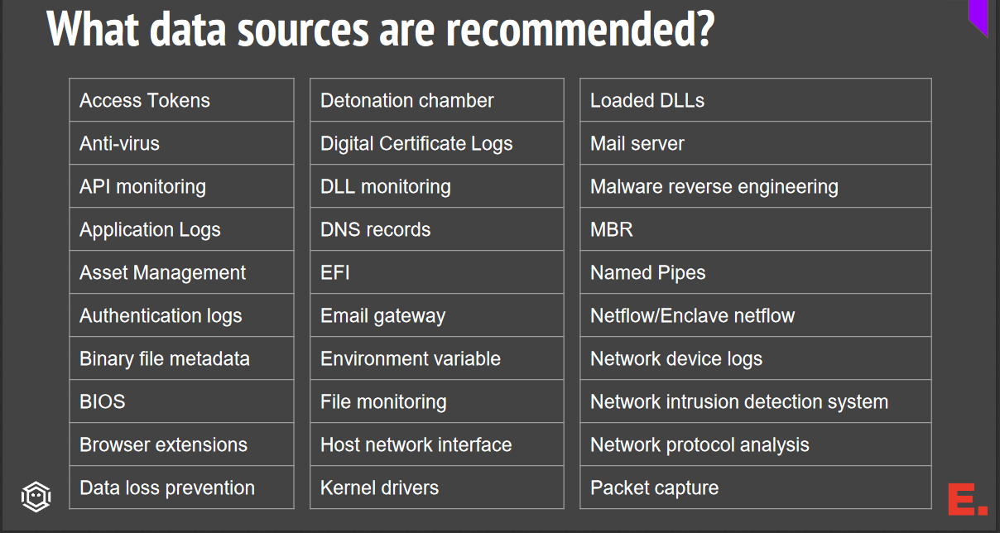 What data sources are recommended?
Access Tokens
Anti-virus
API monitoring
Application Logs
Asset Management
Authentication logs
Binary file metadata
BIOS
Browser extensions
Data loss prevention
Detonation chamber
Digital Certificate Logs
DLL monitoring
DNS records
EFI
Email gateway
Environment variable
File monitoring
Host network interface
Kernel drivers
Loaded DLLs
Mail server
Malware reverse engineering
MBR
Named Pipes
Netflow/Enclave netflow
Network device logs
Network intrusion detection system
Network protocol analysis
Packet capture
E.